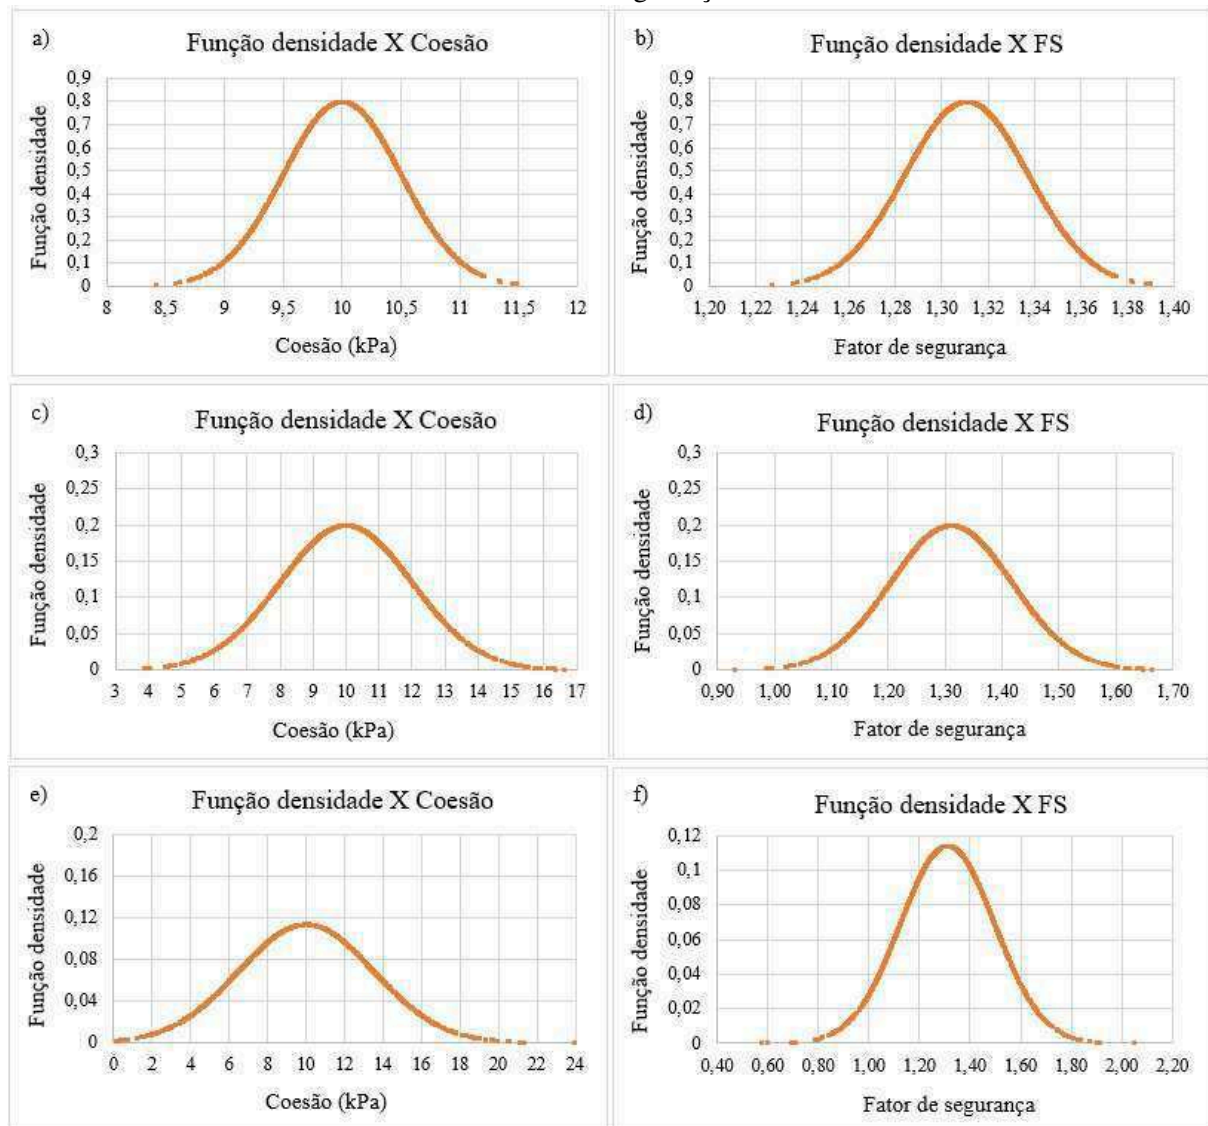 a)
Função densidade X Coesão
Função densidade
0,9
0,8
0,7
0,6
0,5
0,4
0,3
0,2
0,1
0
8 8,5 9 9,5 10 10,5 11 11,5 12
Coesão (kPa)
b)
Função densidade X FS
Função densidade
0,9
0,8
0,7
0,6
0,5
0,4
0,3
0,2
0,1
0
1,20 1,22 1,24 1,26 1,28 1,30 1,32 1,34 1,36 1,38 1,40
Fator de segurança
c)
Função densidade X Coesão
Função densidade
0,3
0,25
0,2
0,15
0,1
0,05
0
3 4 5 6 7 8 9 10 11 12 13 14 15 16 17
Coesão (kPa)
d)
Função densidade X FS
Função densidade
0,3
0,25
0,2
0,15
0,1
0,05
0
0,90 1,00 1,10 1,20 1,30 1,40 1,50 1,60 1,70
Fator de segurança
e)
Função densidade X Coesão
Função densidade
0,2
0,16
0,12
0,08
0,04
0
0 2 4 6 8 10 12 14 16 18 20 22 24
Coesão (kPa)
f)
Função densidade X FS
Função densidade
0,12
0,1
0,08
0,06
0,04
0,02
0
0,40 0,60 0,80 1,00 1,20 1,40 1,60 1,80 2,00 2,20
Fator de segurança